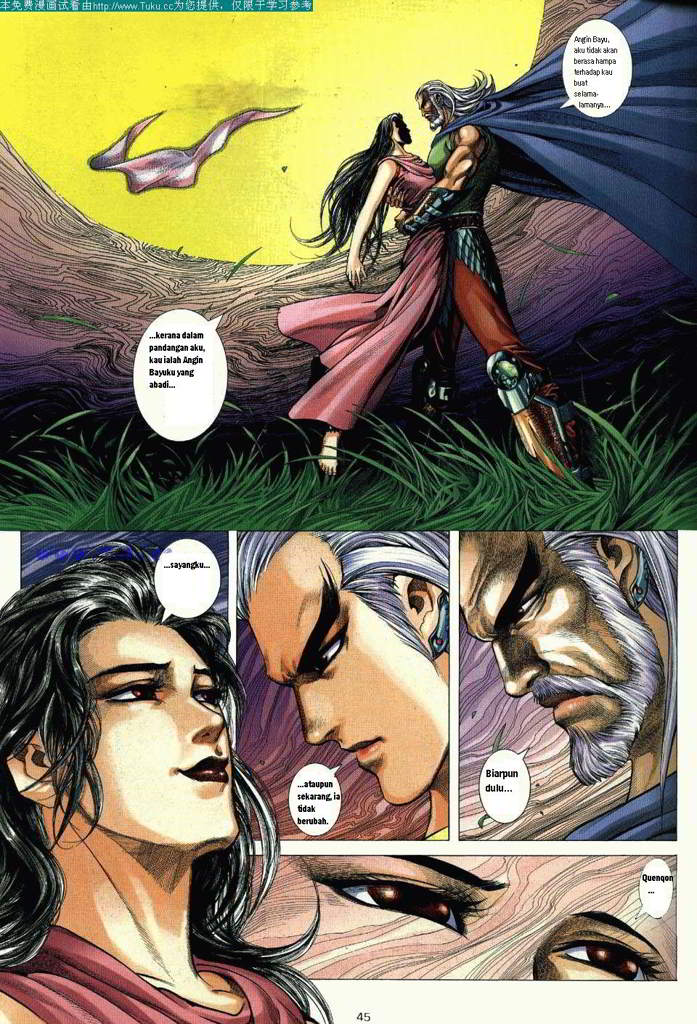 本免费漫画试看由http://www.Tuku.cc为您提供，仅限于学习参考
Angin Bayu,
aku tidak akan
berasa hampa
terhadap kau
buat
selama-
lamanya...
...kerana dalam
pandangan aku,
kau ialah Angin
Bayuku yang
abadi...
...sayangku...
Biarpun
dulu...
...ataupun
sekarang, ia
tidak
berubah.
Quenqon
...
45